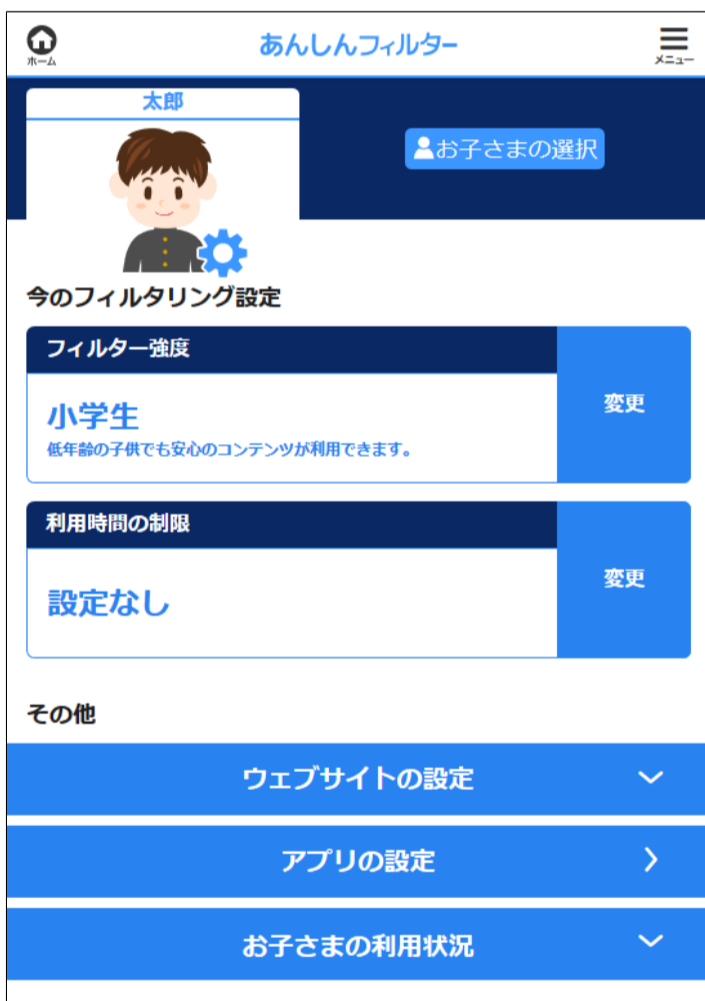 あんしんフィルター
ホーム
メニュー
太郎
お子さまの選択
今のフィルタリング設定
フィルター強度
小学生
低年齢の子供でも安心のコンテンツが利用できます。
変更
利用時間の制限
設定なし
変更
その他
ウェブサイトの設定
アプリの設定
お子さまの利用状況